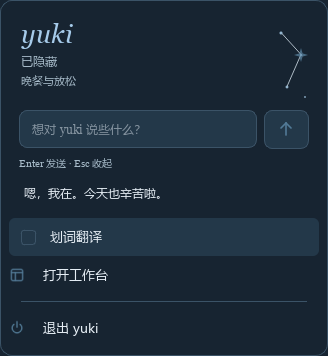 yuki
已隐藏
晚餐与放松
想对 yuki 说些什么？
Enter 发送 · Esc 收起
嗯，我在。今天也辛苦啦。
划词翻译
打开工作台
退出 yuki